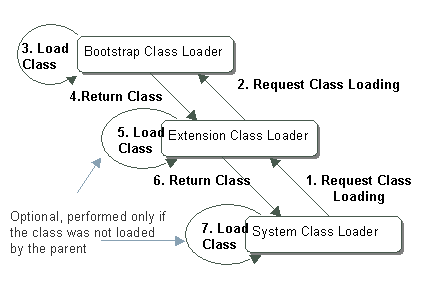 3. Load
Class
Bootstrap Class Loader
2. Request Class Loading
4.Return Class
5. Load
Class
Extension Class Loader
6. Return Class
1. Request Class
Loading
Optional, performed only if
the class was not loaded
by the parent
7. Load
Class
System Class Loader